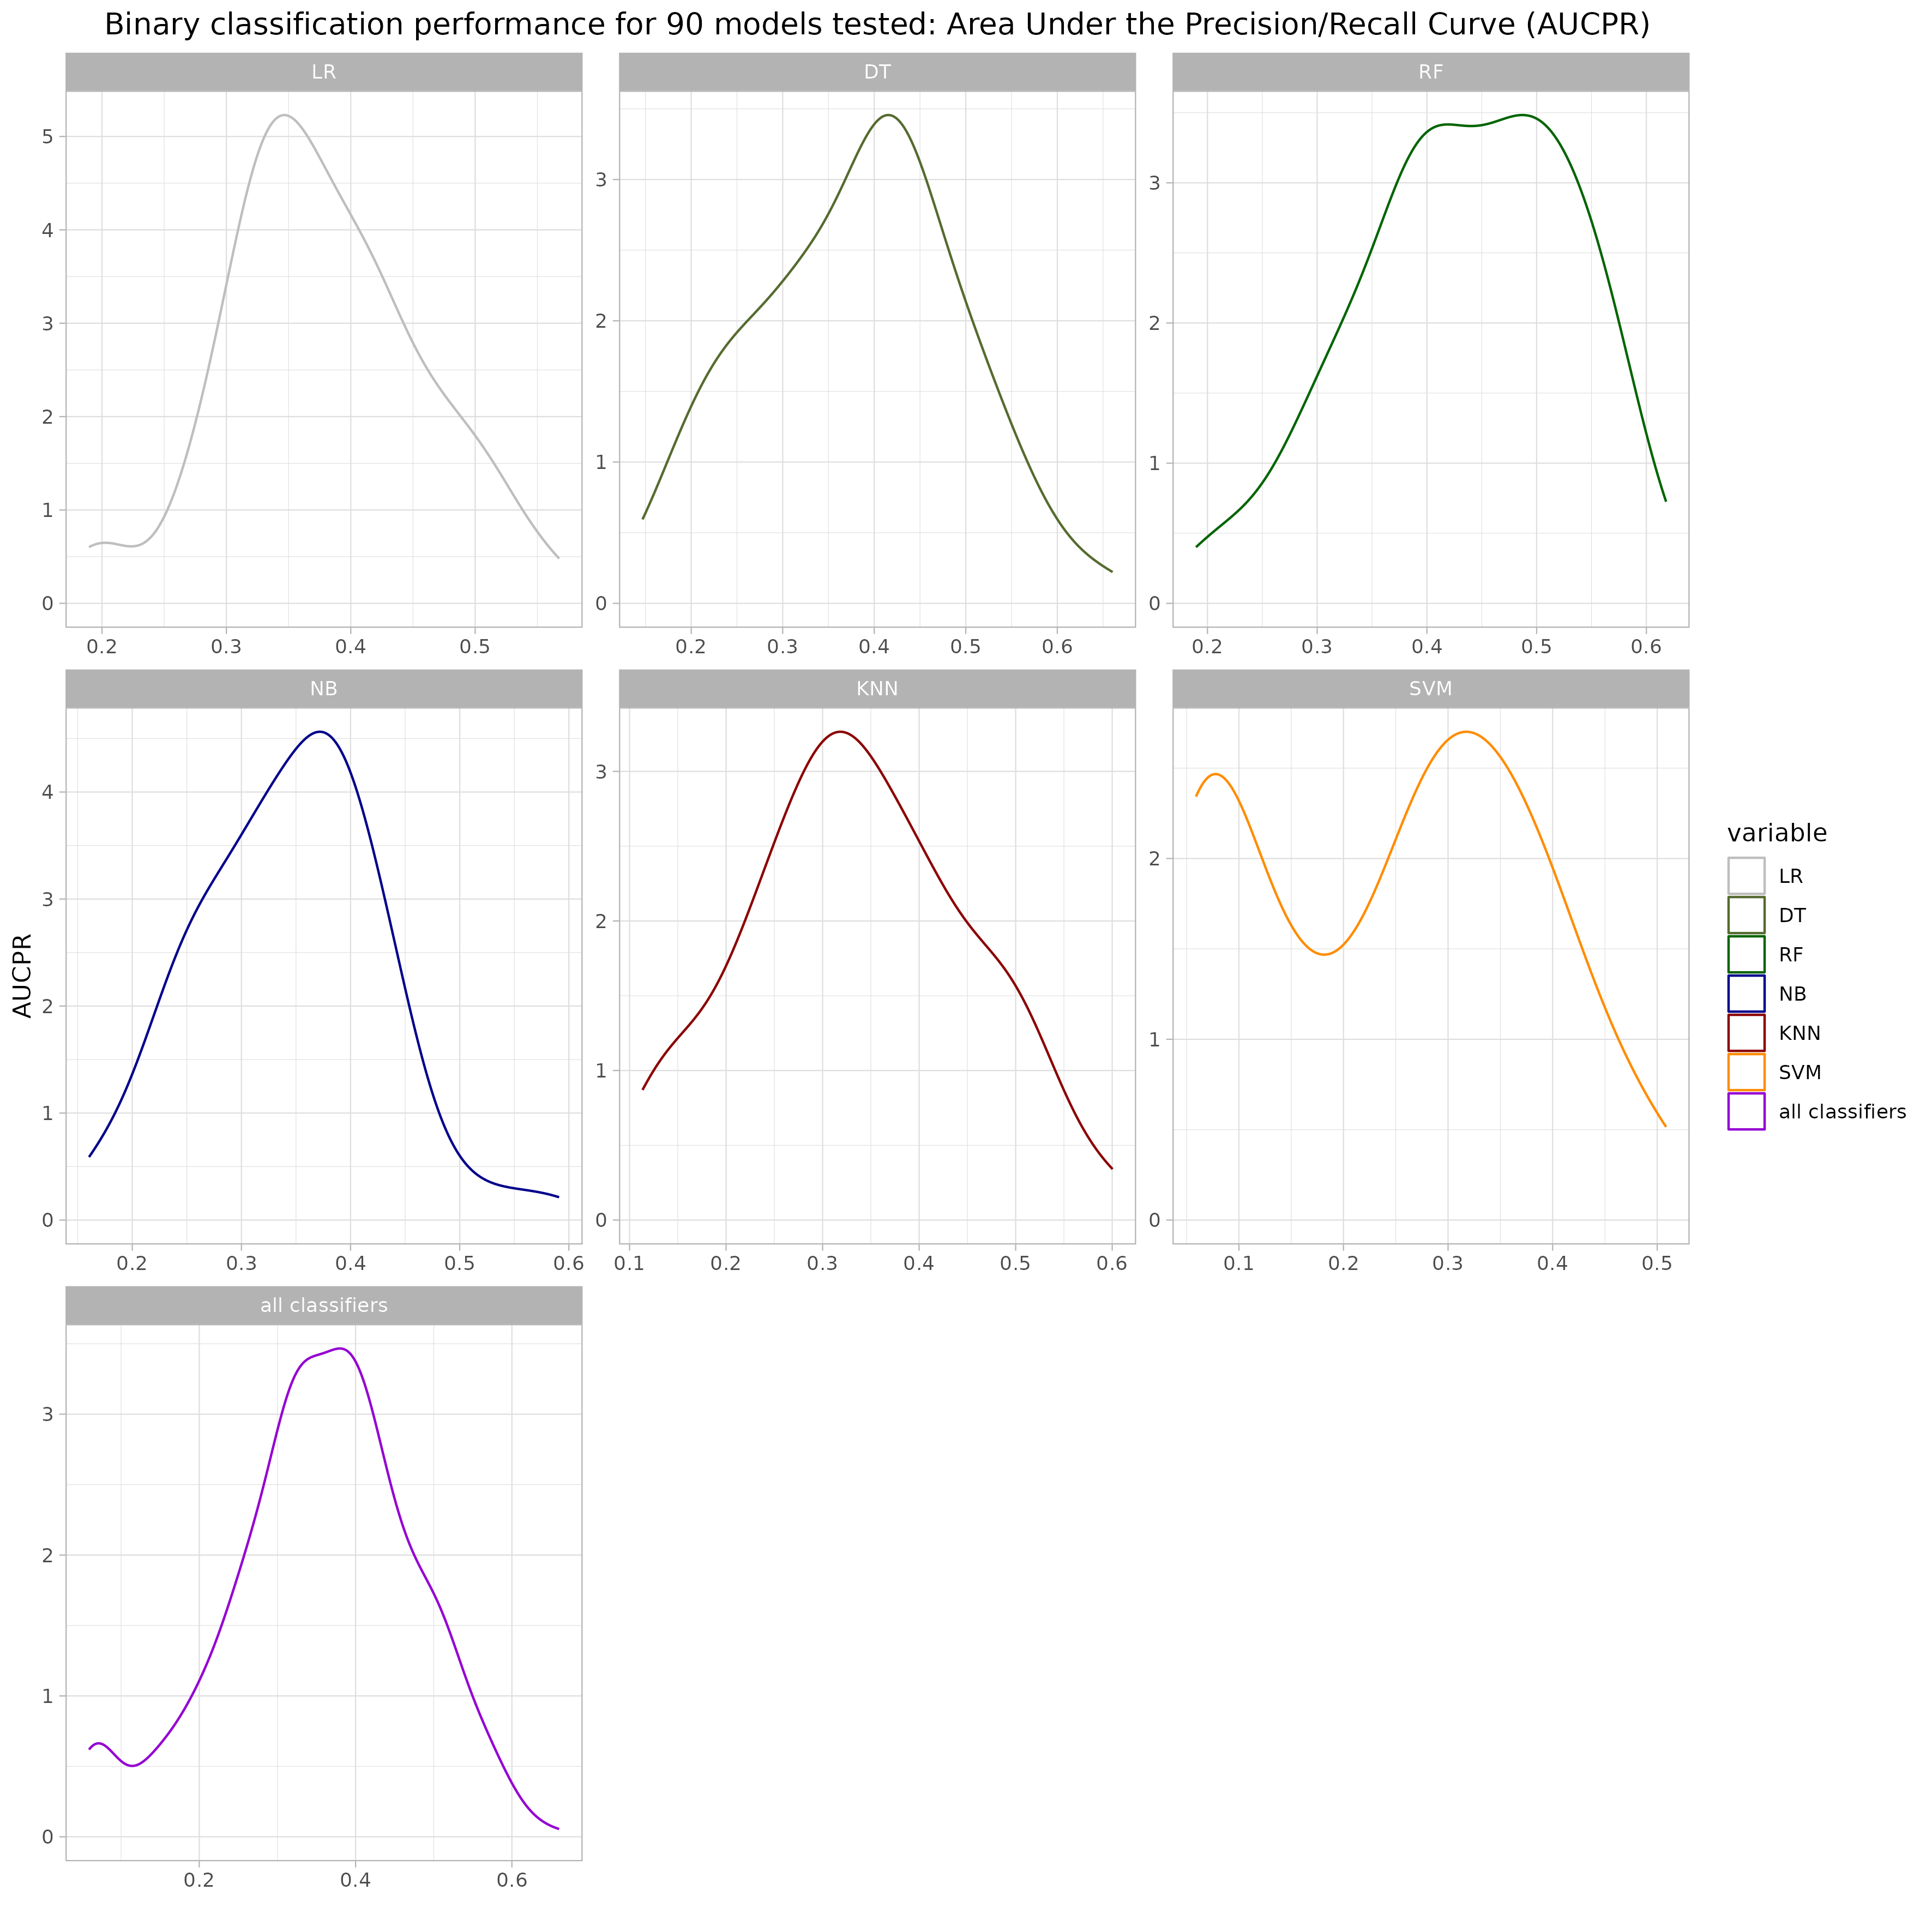 Binary classification performance for 90 models tested: Area Under the Precision/Recall Curve (AUCPR)
LR
DT
RF
5
4
3
2
1
0
3
2
1
0
3
2
1
0
0.2 0.3 0.4 0.5
0.2 0.3 0.4 0.5 0.6
0.2 0.3 0.4 0.5 0.6
NB
KNN
SVM
4
3
2
1
0
3
2
1
0
2
1
0
0.2 0.3 0.4 0.5 0.6
0.1 0.2 0.3 0.4 0.5 0.6
0.1 0.2 0.3 0.4 0.5
AUCPR
all classifiers
3
2
1
0
0.2 0.4 0.6
variable
LR
DT
RF
NB
KNN
SVM
all classifiers